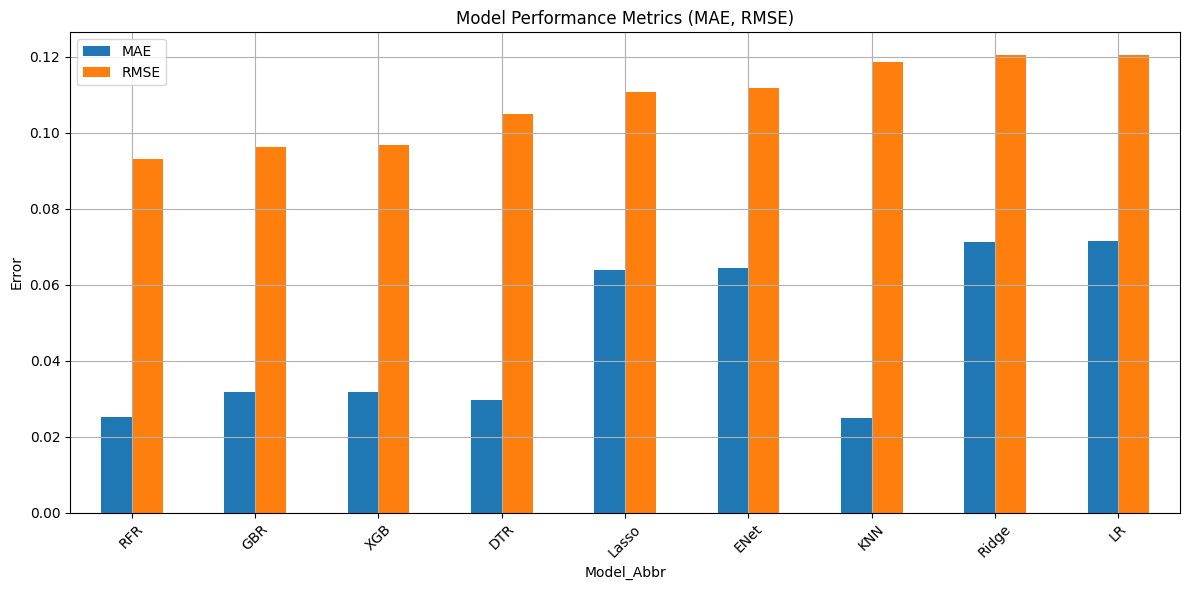 Model Performance Metrics (MAE, RMSE)
MAE
RMSE
0.12
0.10
0.08
0.06
0.04
0.02
0.00
Error
RFR
GBR
XGB
DTR
Lasso
ENet
KNN
Ridge
LR
Model_Abbr